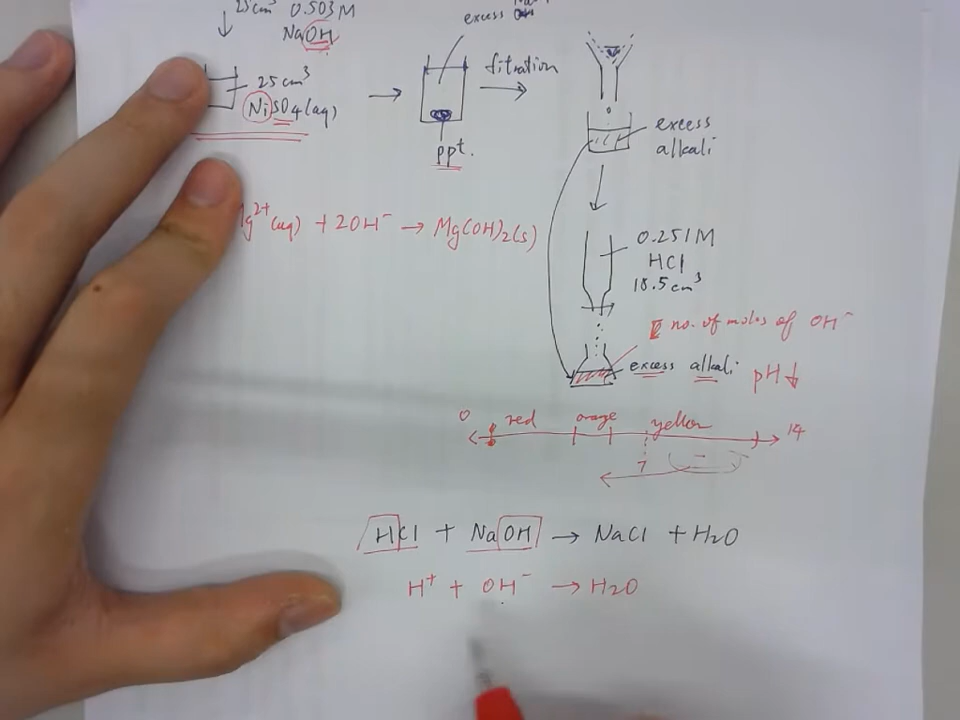 25cm³ 0.503M
NaOH
25cm³
NiSO4(aq)
excess
ppt.
filtration
excess
alkali
g²⁺(aq) + 2OH⁻ → Mg(OH)2(s)
0.251M
HCl
18.5cm³
no. of moles of OH⁻
excess alkali pH↓
0 red orange yellow 14
7
HCl + NaOH → NaCl + H2O
H⁺ + OH⁻ → H2O